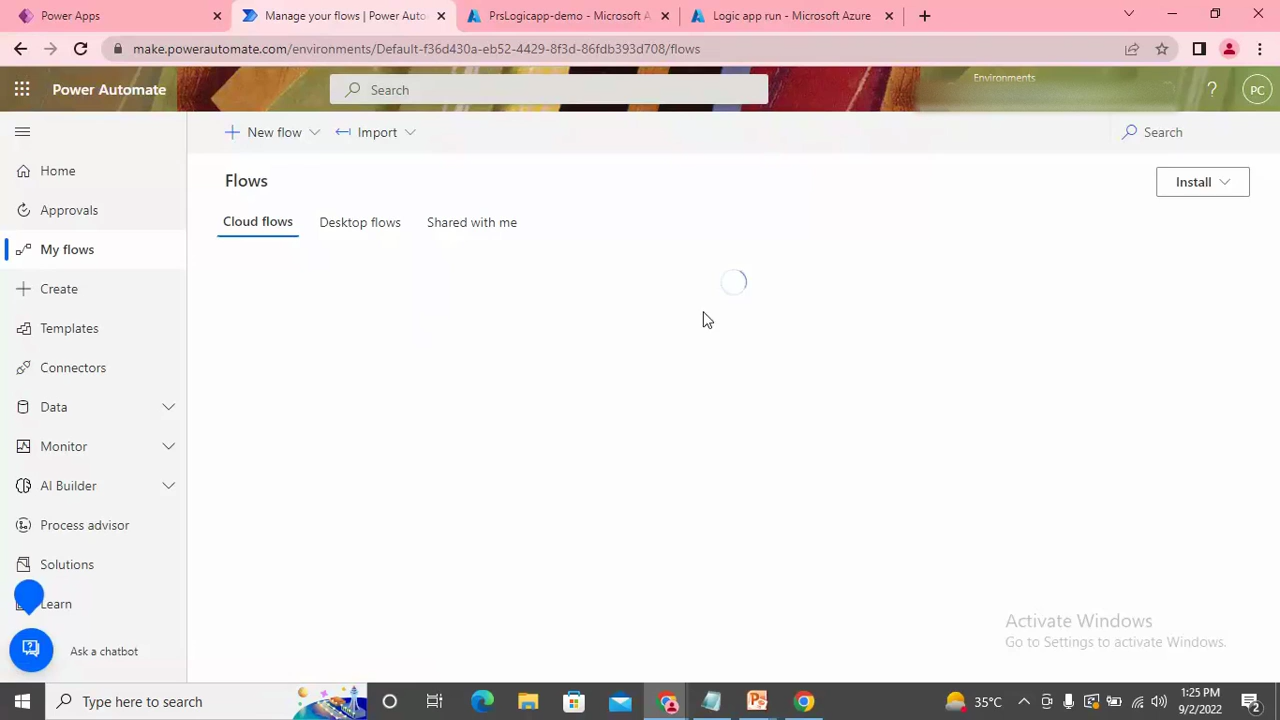 Power Apps
Manage your flows | Power Auto
PrsLogicapp-demo - Microsoft A
Logic app run - Microsoft Azure
make.powerautomate.com/environments/Default-f36d430a-eb52-4429-8f3d-86fdb393d708/flows
Power Automate
Search
Environments
PC
New flow
Import
Search
Flows
Install
Cloud flows
Desktop flows
Shared with me
Home
Approvals
My flows
Create
Templates
Connectors
Data
Monitor
AI Builder
Process advisor
Solutions
Learn
Ask a chatbot
Activate Windows
Go to Settings to activate Windows.
Type here to search
35°C
1:25 PM
9/2/2022
2